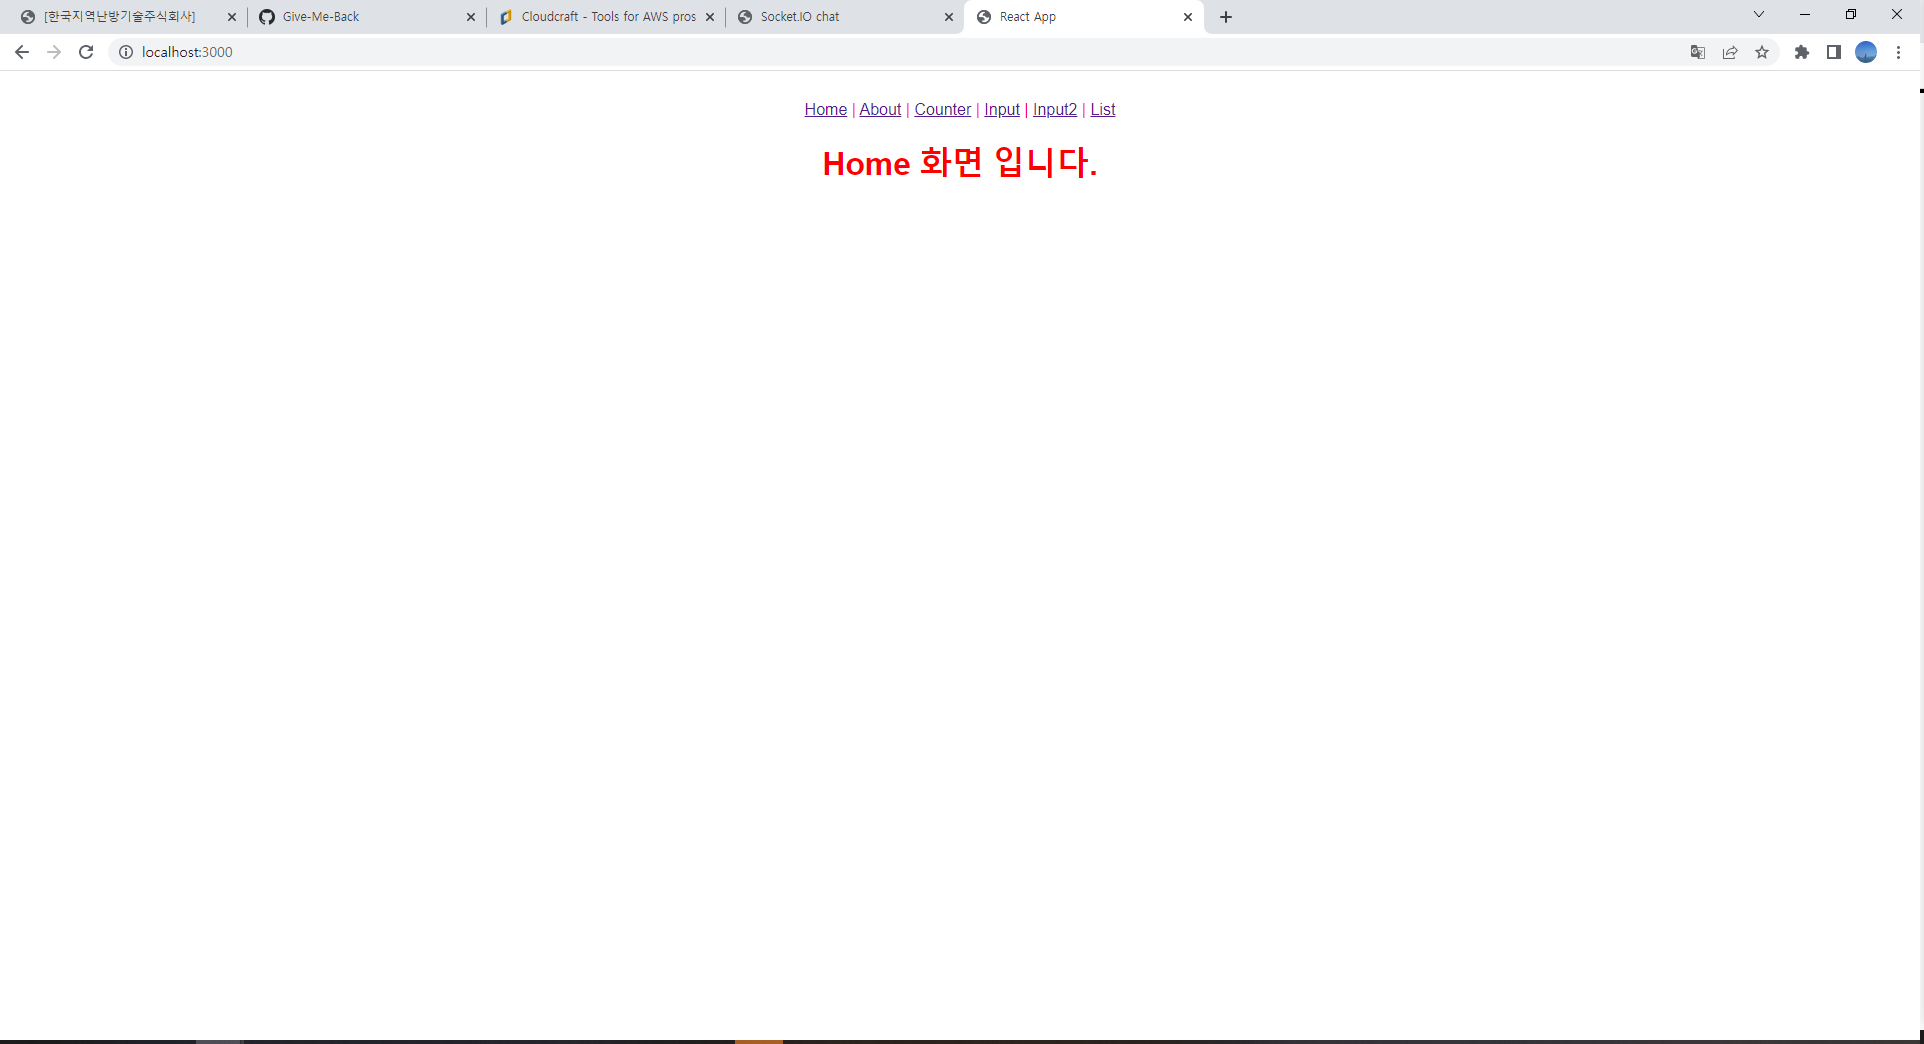 [한국지역난방기술주식회사]
Give-Me-Back
Cloudcraft - Tools for AWS pros
Socket.IO chat
React App
localhost:3000
Home | About | Counter | Input | Input2 | List
Home 화면 입니다.